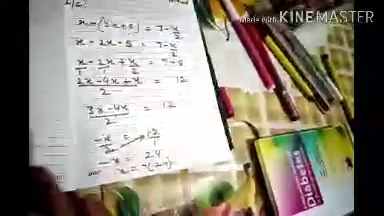 x - (2x+5) = 7 - x/2
x - 2x - 5 = 7 - x/2
x/1 - 2x/1 + x/2 = 7+5
2x-4x+x/2 = 12
3x-4x/2 = 12
-x/2 = 12/1
-x = 24
x = -(24)
Made with KINEMASTER
Diabetes